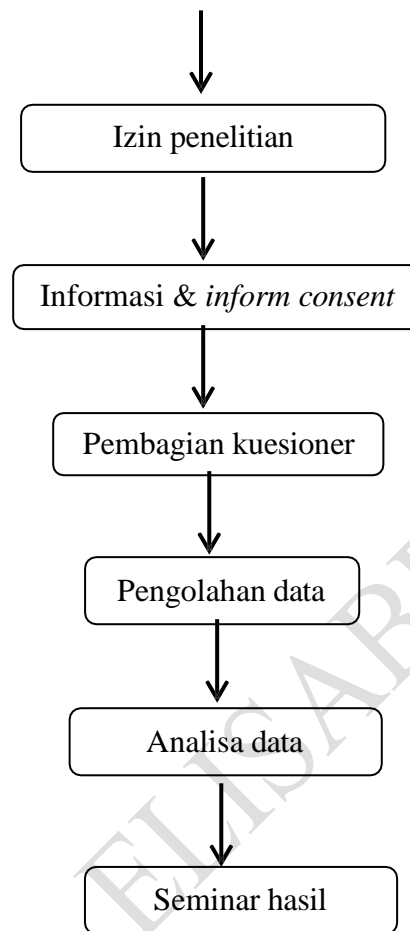 Izin penelitian
Informasi & inform consent
Pembagian kuesioner
Pengolahan data
Analisa data
Seminar hasil